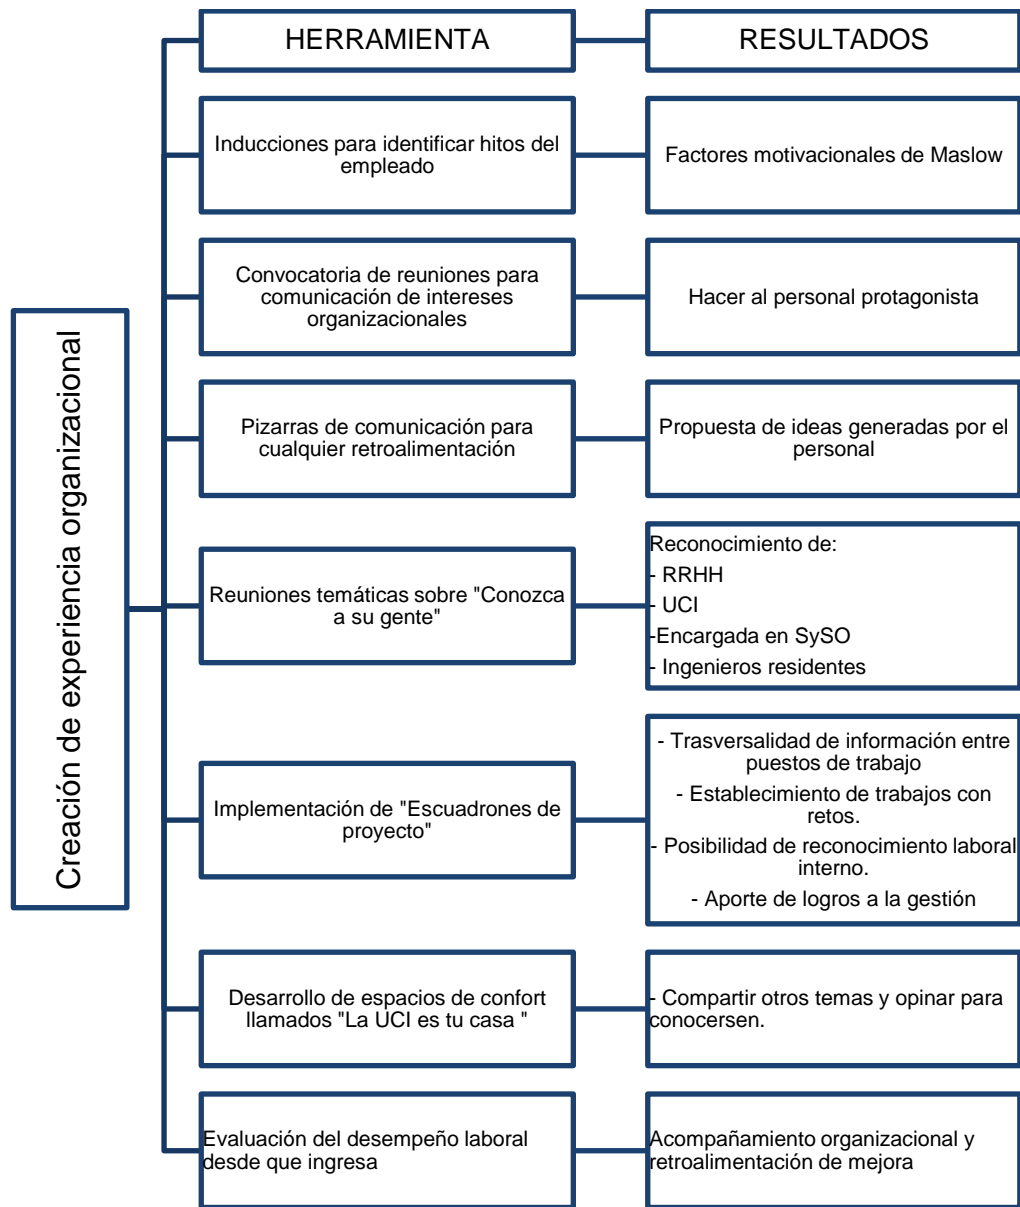 HERRAMIENTA
RESULTADOS
Inducciones para identificar hitos del
empleado
Factores motivacionales de Maslow
Convocatoria de reuniones para
comunicación de intereses
organizacionales
Hacer al personal protagonista
Creación de experiencia organizacional
Pizarras de comunicación para
cualquier retroalimentación
Propuesta de ideas generadas por el
personal
Reuniones temáticas sobre "Conozca
a su gente"
Reconocimiento de:
- RRHH
- UCI
-Encargada en SySO
- Ingenieros residentes
Implementación de "Escuadrones de
proyecto"
- Trasversalidad de información entre
puestos de trabajo
- Establecimiento de trabajos con
retos.
- Posibilidad de reconocimiento laboral
interno.
- Aporte de logros a la gestión
Desarrollo de espacios de confort
llamados "La UCI es tu casa "
- Compartir otros temas y opinar para
conocersen.
Evaluación del desempeño laboral
desde que ingresa
Acompañamiento organizacional y
retroalimentación de mejora